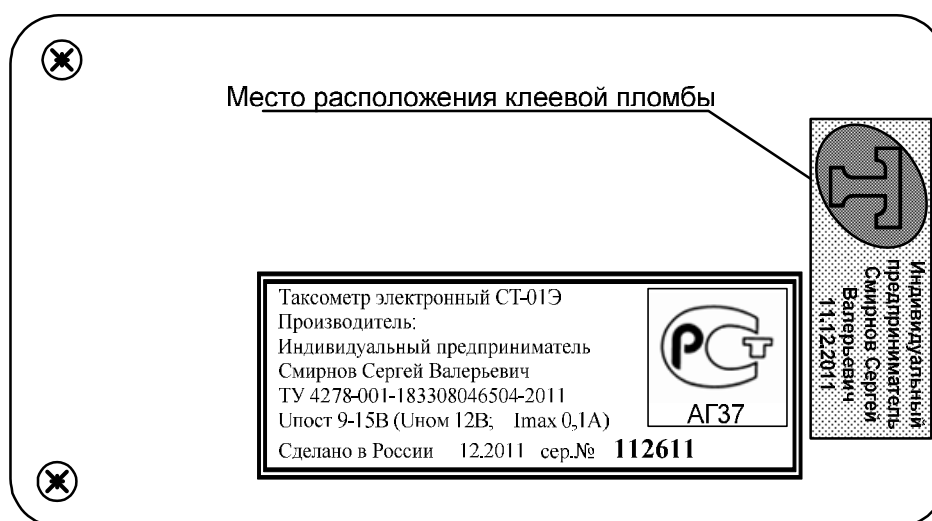 Место расположения клеевой пломбы
Индивидуальный
предприниматель
Смирнов Сергей
Валерьевич
11.12.2011
Таксометр электронный СТ-01Э
Производитель:
Индивидуальный предприниматель
Смирнов Сергей Валерьевич
ТУ 4278-001-183308046504-2011
Uпост 9-15В (Uном 12В; Imax 0,1А)
Сделано в России 12.2011 сер.№ 112611
РСТ
АГ37